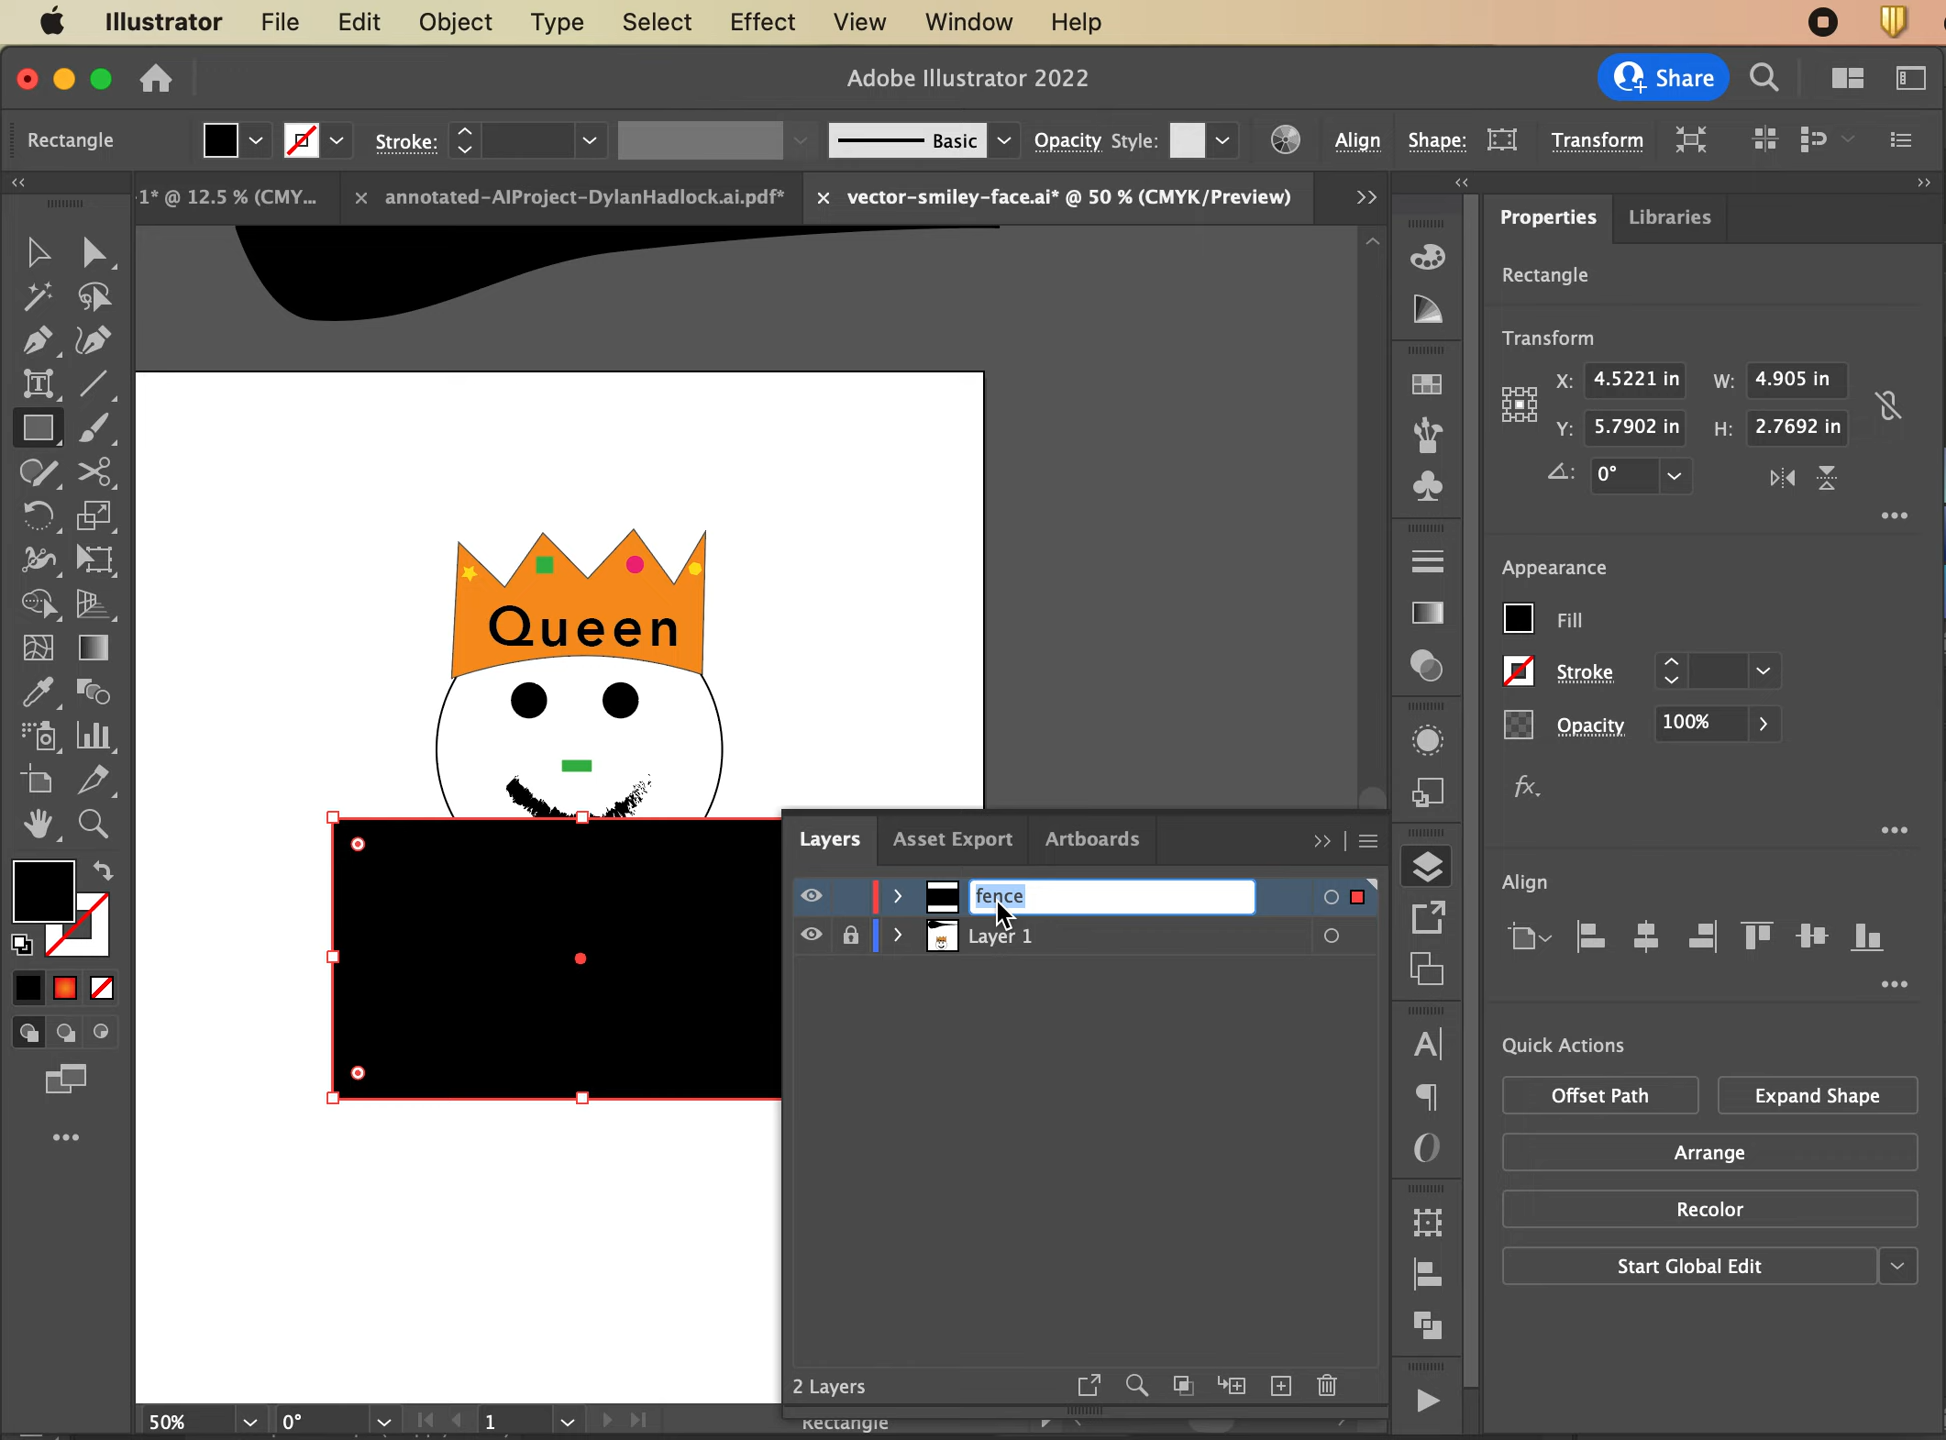 Illustrator File Edit Object Type Select Effect View Window Help
Adobe Illustrator 2022
Share
Rectangle
Stroke:
Basic
Opacity Style:
Align
Shape:
Transform
1* @ 12.5 % (CMY...
annotated-AIProject-DylanHadlock.ai.pdf*
vector-smiley-face.ai* @ 50 % (CMYK/Preview)
Properties
Libraries
Rectangle
Transform
X: 4.5221 in W: 4.905 in
Y: 5.7902 in H: 2.7692 in
0°
Appearance
Fill
Stroke
Opacity 100%
fx.
Align
Quick Actions
Offset Path
Expand Shape
Arrange
Recolor
Start Global Edit
Queen
Layers Asset Export Artboards
fence
Layer 1
2 Layers
50% 0° 1 Rectangle